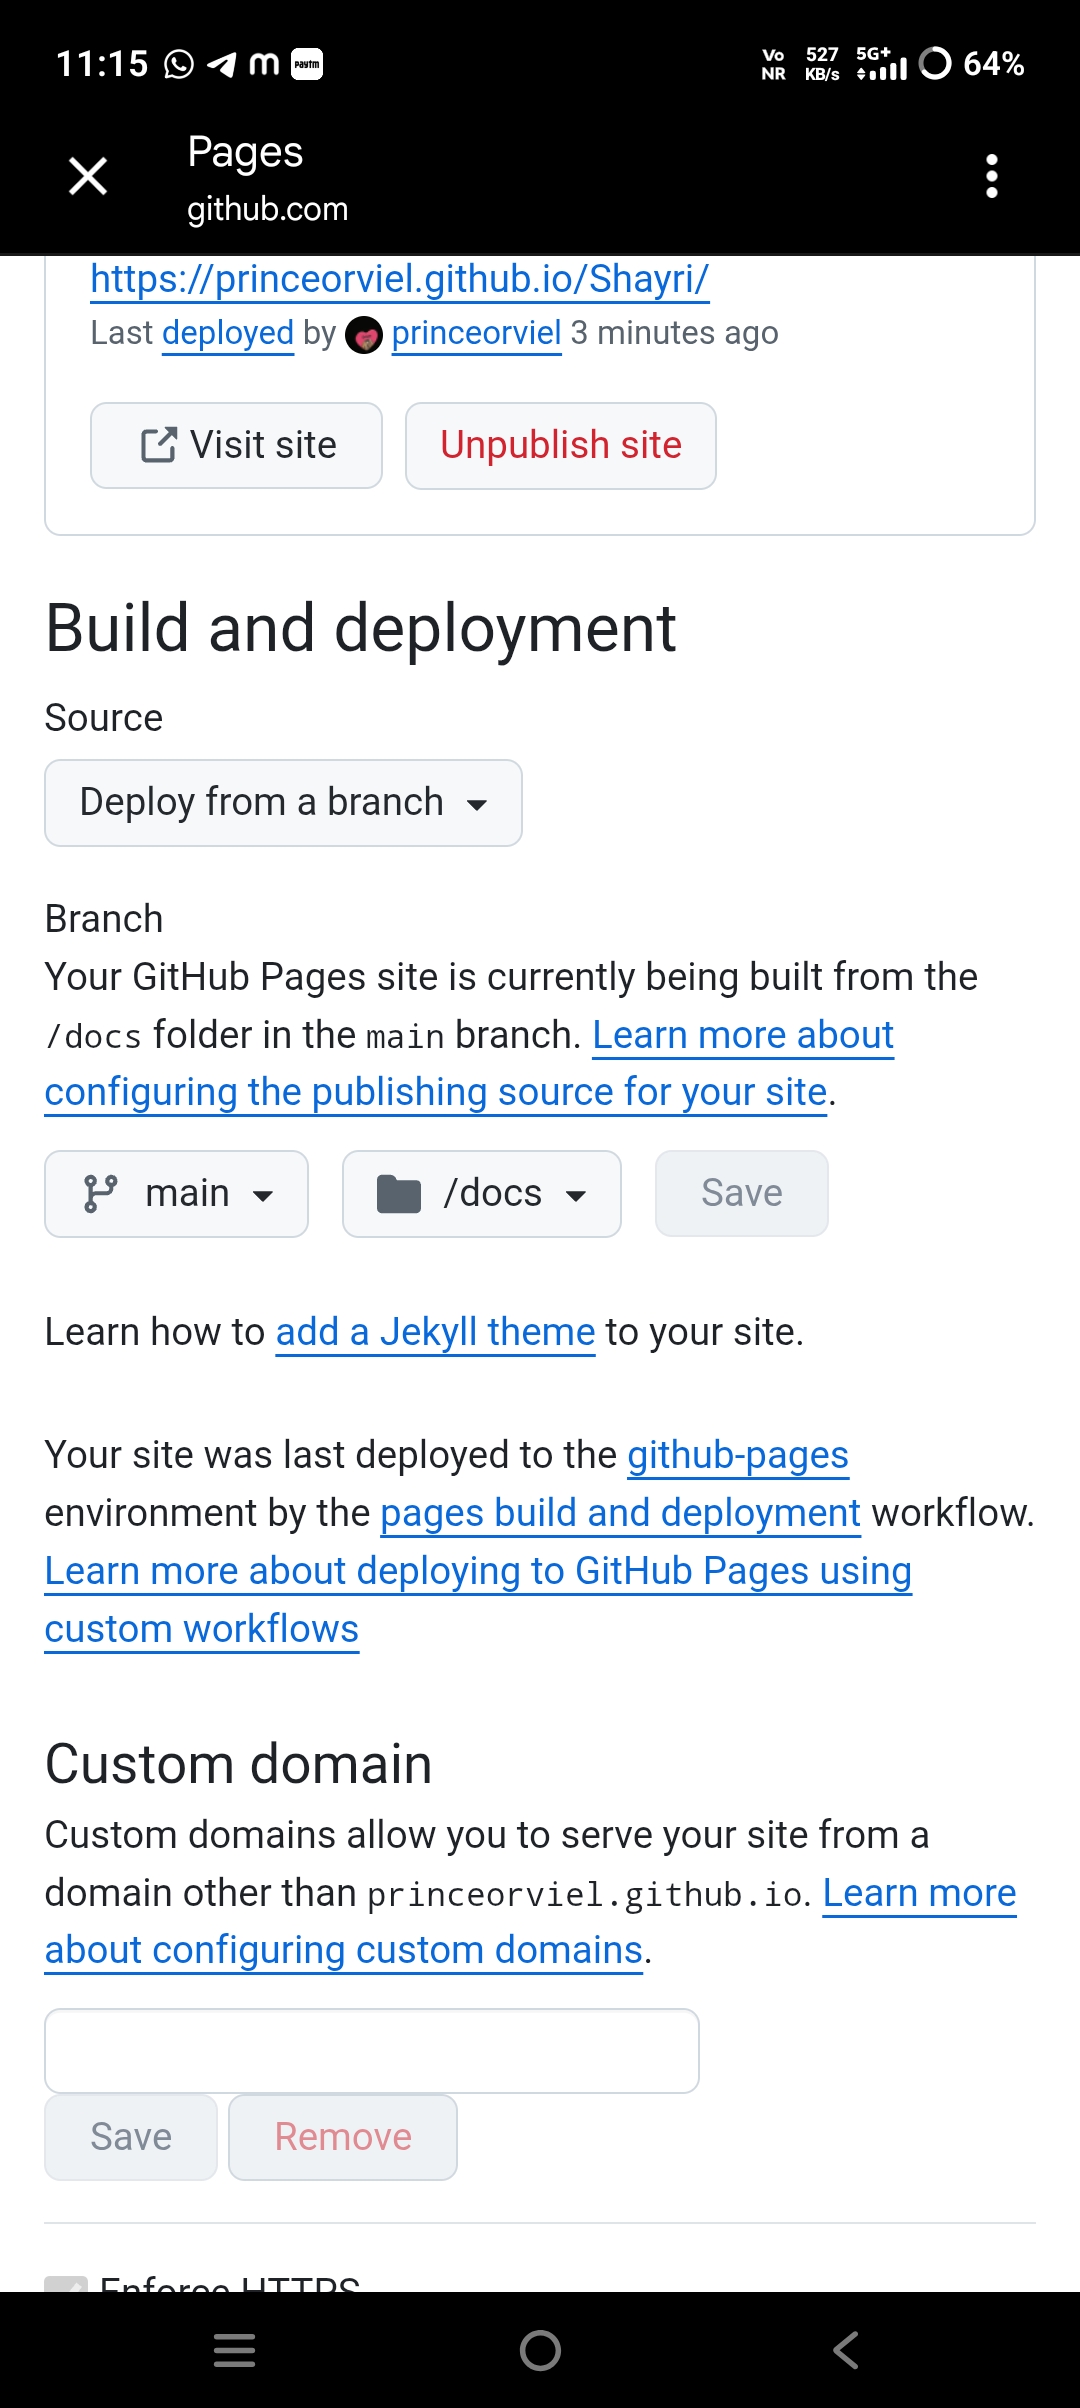 11:15 m paytm Vo NR 527 KB/s 5G+ 64%
Pages
github.com
https://princeorviel.github.io/Shayri/
Last deployed by princeorviel 3 minutes ago
Visit site Unpublish site
Build and deployment
Source
Deploy from a branch
Branch
Your GitHub Pages site is currently being built from the
/docs folder in the main branch. Learn more about
configuring the publishing source for your site.
main /docs Save
Learn how to add a Jekyll theme to your site.
Your site was last deployed to the github-pages
environment by the pages build and deployment workflow.
Learn more about deploying to GitHub Pages using
custom workflows
Custom domain
Custom domains allow you to serve your site from a
domain other than princeorviel.github.io. Learn more
about configuring custom domains.
Save Remove
Enforce HTTPS